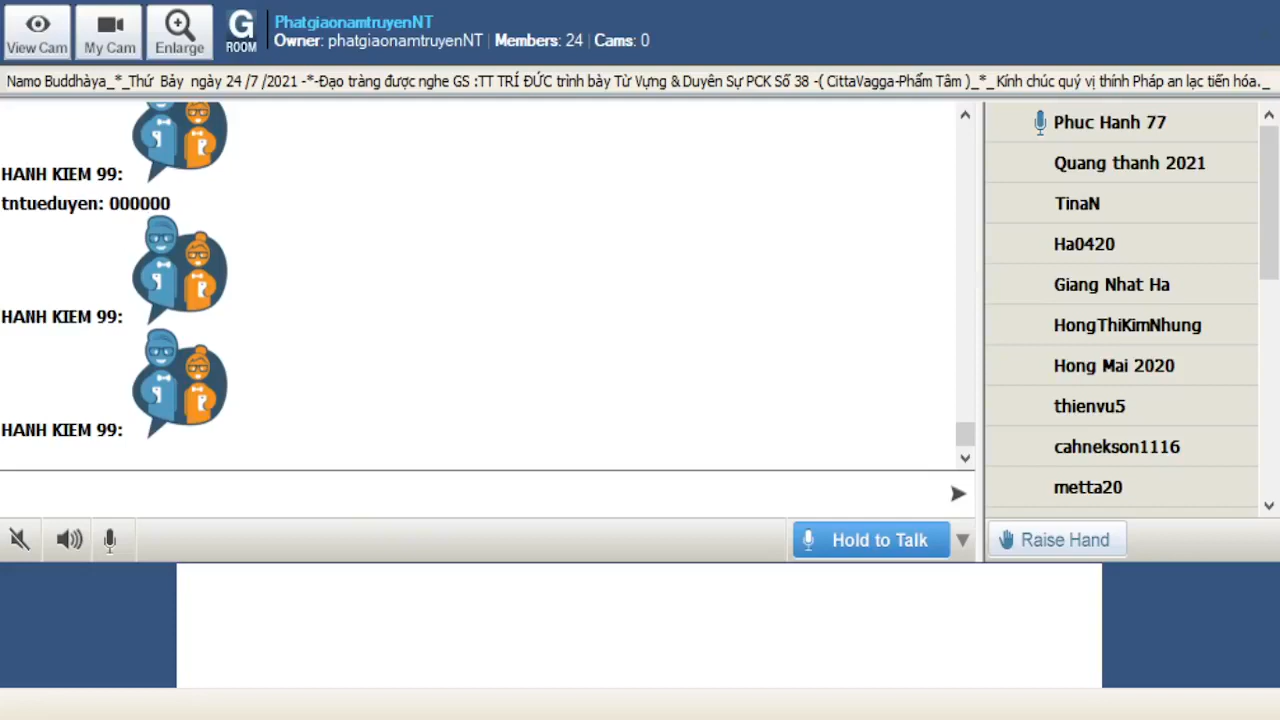 View Cam
My Cam
Enlarge
G
ROOM
PhatgiaonamtruyenNT
Owner: phatgiaonamtruyenNT | Members: 24 | Cams: 0
Namo Buddhàya_*_Thứ Bảy ngày 24 /7 /2021 -*-Đạo tràng được nghe GS :TT TRÍ ĐỨC trình bày Từ Vựng & Duyên Sự PCK Số 38 -( CittaVagga-Phẩm Tâm )_*_Kính chúc quý vị thính Pháp an lạc tiến hóa._
HANH KIEM 99:
tntueduyen: 000000
HANH KIEM 99:
HANH KIEM 99:
Phuc Hanh 77
Quang thanh 2021
TinaN
Ha0420
Giang Nhat Ha
HongThiKimNhung
Hong Mai 2020
thienvu5
cahnekson1116
metta20
Hold to Talk
Raise Hand